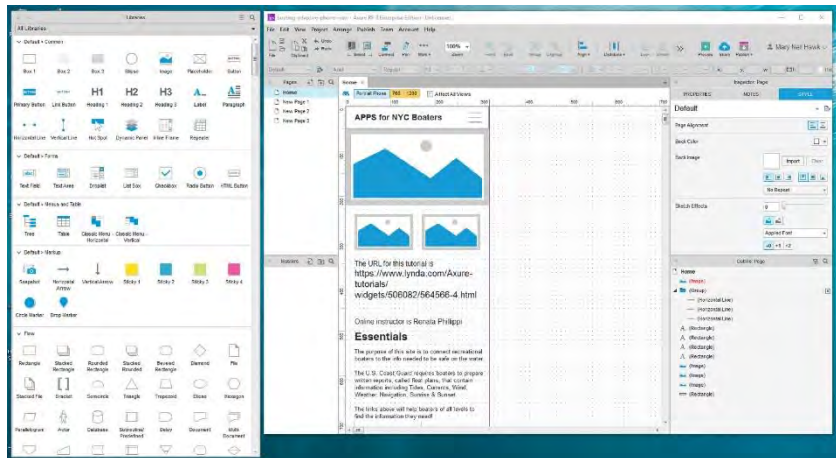 Libraries
All Libraries
Default > Common
Box 1 Box 2 Box 3 Ellipse Image Placeholder Button
Primary Button Link Button Heading 1 Heading 2 Heading 3 Label Paragraph
Horizontal Line Vertical Line Hot Spot Dynamic Panel Inline Frame Repeater
Default > Forms
Text Field Text Area Droplist List Box Checkbox Radio Button HTML Button
Default > Menus and Table
Tree Table Classic Menu - Horizontal Classic Menu - Vertical
Default > Markup
Snapshot Horizontal Arrow Vertical Arrow Sticky 1 Sticky 2 Sticky 3 Sticky 4
Circle Marker Drop Marker
Flow
Rectangle Stacked Rectangle Rounded Rectangle Stacked Rounded Beveled Rectangle Diamond File
Stacked File Bracket Semicircle Triangle Trapezoid Ellipse Hexagon
Parallelogram Actor Database Document Multi Document
File Edit View Project Arrange Publish Team Account Help
100%
Mary Nell Hawk
Pages
Home
New Page 1
New Page 2
New Page 3
Masters
Home
Portrait Phone Affect All Views
APPS for NYC Boaters
The URL for this tutorial is
https://www.lynda.com/Axure-
tutorials/
widgets/506082/564566-4.html
Online instructor is Renata Phillippi
Essentials
The purpose of this site is to connect recreational
boaters to the info needed to be safe on the water.
The U.S. Coast Guard requires boaters to prepare
written reports, called float plans, that contain
information including Tides, Currents, Wind,
Weather, Navigation, Sunrise & Sunset.
The links above will help boaters of all levels to
find the information they need!
Inspector: Page
PROPERTIES NOTES STYLE
Default
Page Alignment
Back Color
Back Image Import Clear
No Repeat
Sketch Effects 0
Applied Font
+0 +1 +2
Outline: Page
Home
(Image)
(Group)
(Horizontal Line)
(Horizontal Line)
(Horizontal Line)
(Rectangle)
(Rectangle)
(Rectangle)
(Rectangle)
(Image)
(Image)
(Image)
(Rectangle)